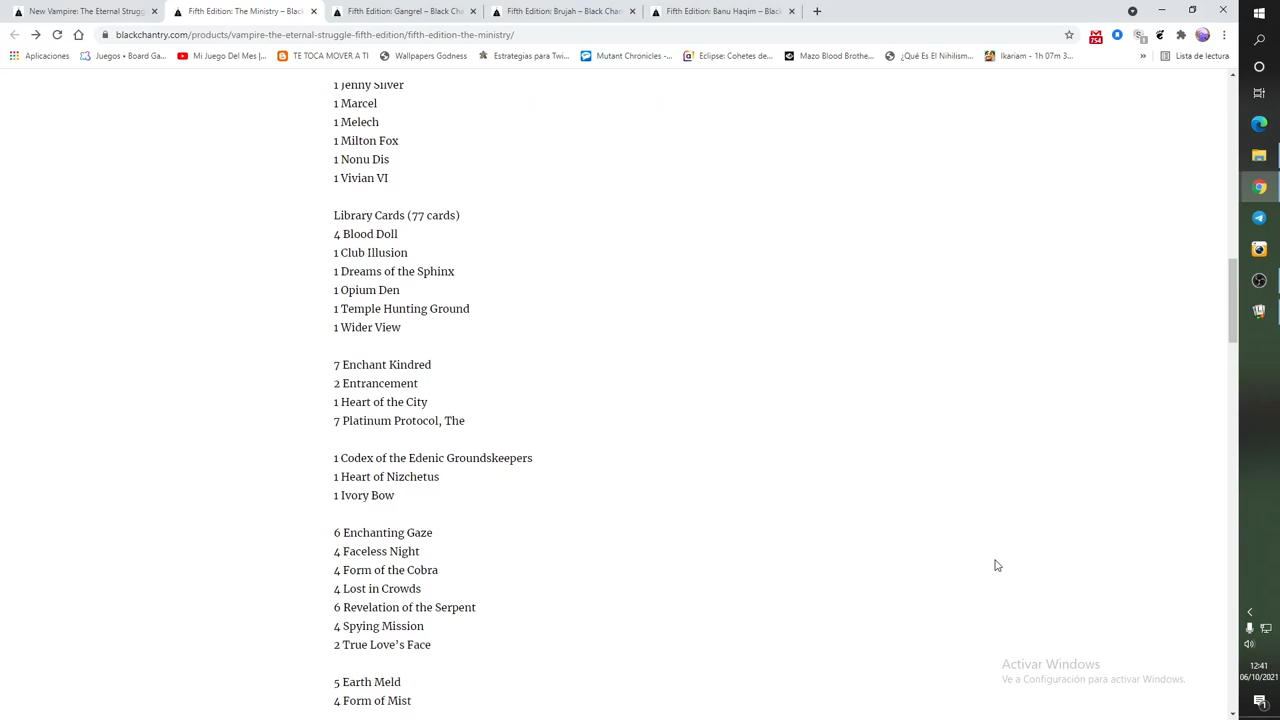 New Vampire: The Eternal Strugg
Fifth Edition: The Ministry – Black
Fifth Edition: Gangrel – Black Cha
Fifth Edition: Brujah – Black Chan
Fifth Edition: Banu Haqim – Black
blackchantry.com/products/vampire-the-eternal-struggle-fifth-edition/fifth-edition-the-ministry/
754
Aplicaciones
Juegos • Board Ga...
Mi Juego Del Mes |...
TE TOCA MOVER A TI
Wallpapers Godness
Estrategias para Twi...
Mutant Chronicles -...
Eclipse: Cohetes de...
Mazo Blood Brothe...
¿Qué Es El Nihilism...
Ikariam - 1h 07m 3...
Lista de lectura
1 Jenny Silver
1 Marcel
1 Melech
1 Milton Fox
1 Nonu Dis
1 Vivian VI
Library Cards (77 cards)
4 Blood Doll
1 Club Illusion
1 Dreams of the Sphinx
1 Opium Den
1 Temple Hunting Ground
1 Wider View
7 Enchant Kindred
2 Entrancement
1 Heart of the City
7 Platinum Protocol, The
1 Codex of the Edenic Groundskeepers
1 Heart of Nizchetus
1 Ivory Bow
6 Enchanting Gaze
4 Faceless Night
4 Form of the Cobra
4 Lost in Crowds
6 Revelation of the Serpent
4 Spying Mission
2 True Love's Face
5 Earth Meld
4 Form of Mist
Activar Windows
Ve a Configuración para activar Windows.
12:41
06/10/2021